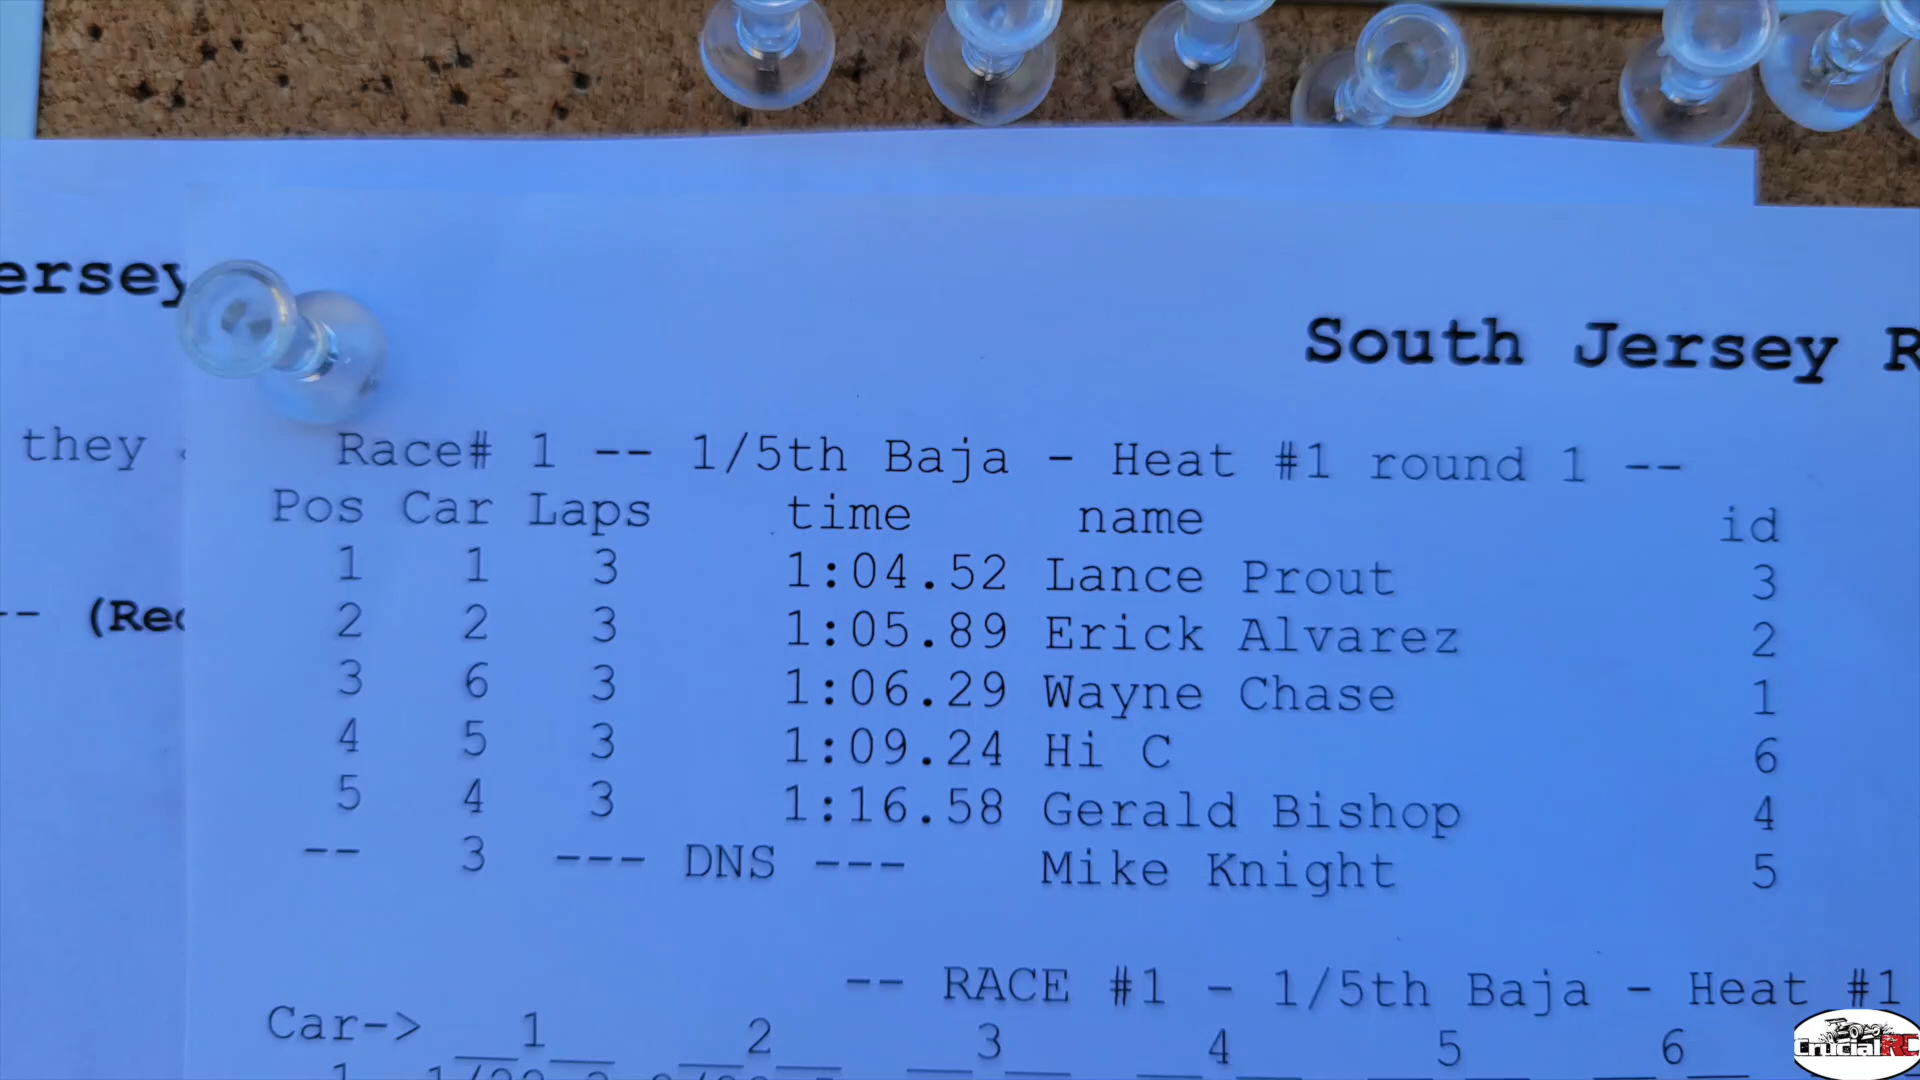 ersey
South Jersey R
they
Race# 1 -- 1/5th Baja - Heat #1 round 1 --
Pos Car Laps time name id
1 1 3 1:04.52 Lance Prout 3
2 2 3 1:05.89 Erick Alvarez 2
-- (Rec
3 6 3 1:06.29 Wayne Chase 1
4 5 3 1:09.24 Hi C 6
5 4 3 1:16.58 Gerald Bishop 4
-- 3 --- DNS --- Mike Knight 5
-- RACE #1 - 1/5th Baja - Heat #1
Car-> 1 2 3 4 5 6
CrucialRC